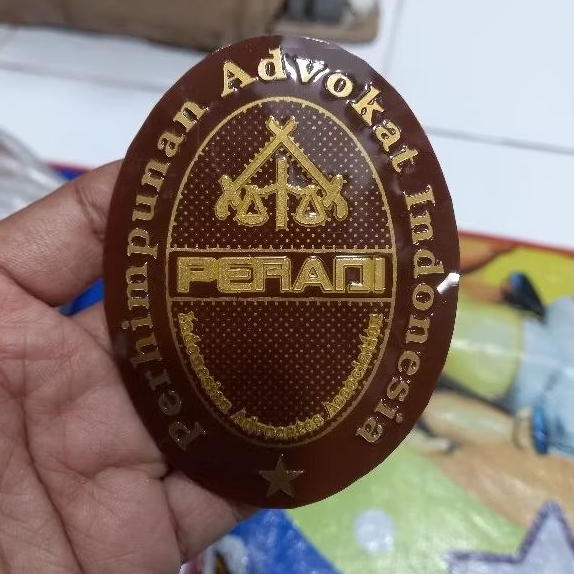 Perhimpunan Advokat Indonesia
PERADI
Indonesian Advocates Association